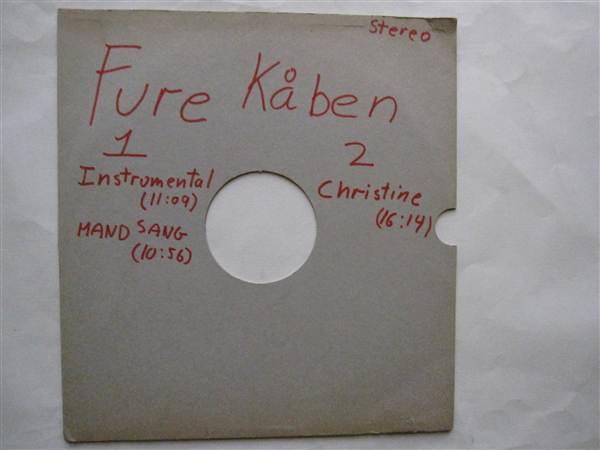 Stereo
Fure Kåben
1
Instrumental
(11:09)
MAND SANG
(10:56)
2
Christine
(16:14)